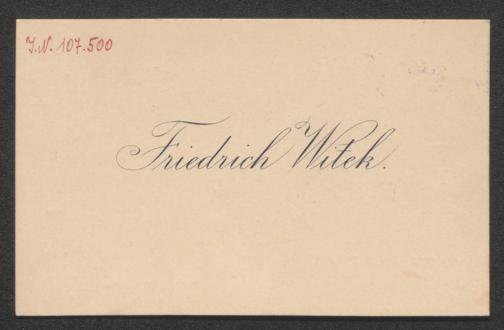 J.N. 107.500
Friedrich Witek.